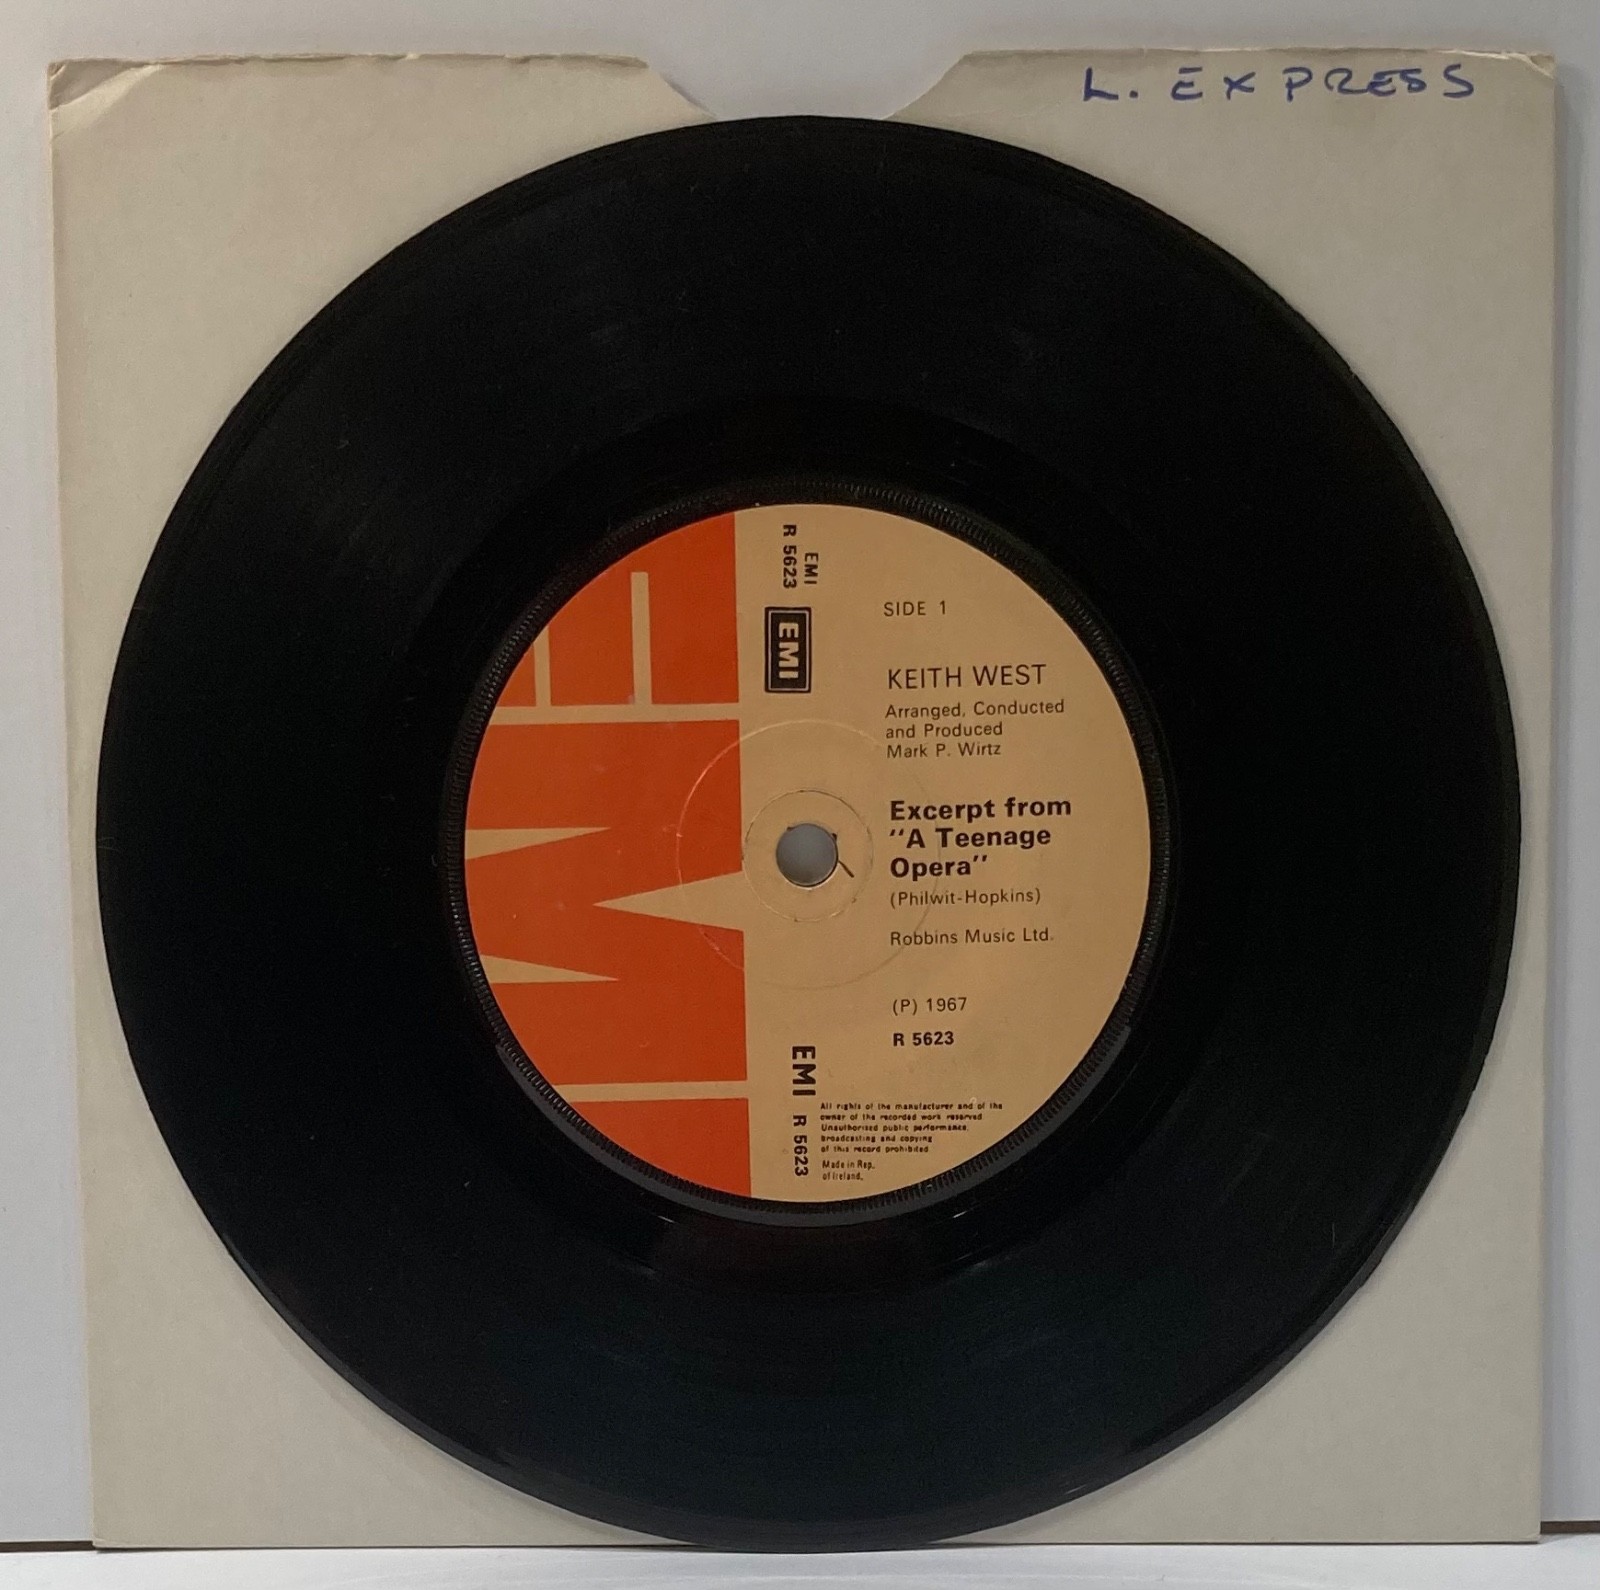 L. EXPRESS
EMI
R 5623
EMI
SIDE 1
KEITH WEST
Arranged, Conducted
and Produced
Mark P. Wirtz
Excerpt from
"A Teenage
Opera"
(Philwit-Hopkins)
Robbins Music Ltd.
(P) 1967
R 5623
EMI R 5623
All rights of the manufacturer and of the
owner of the recorded work reserved
Unauthorised public performance,
broadcasting and copying
of this record prohibited
Made in Rep.
of Ireland.
EMI